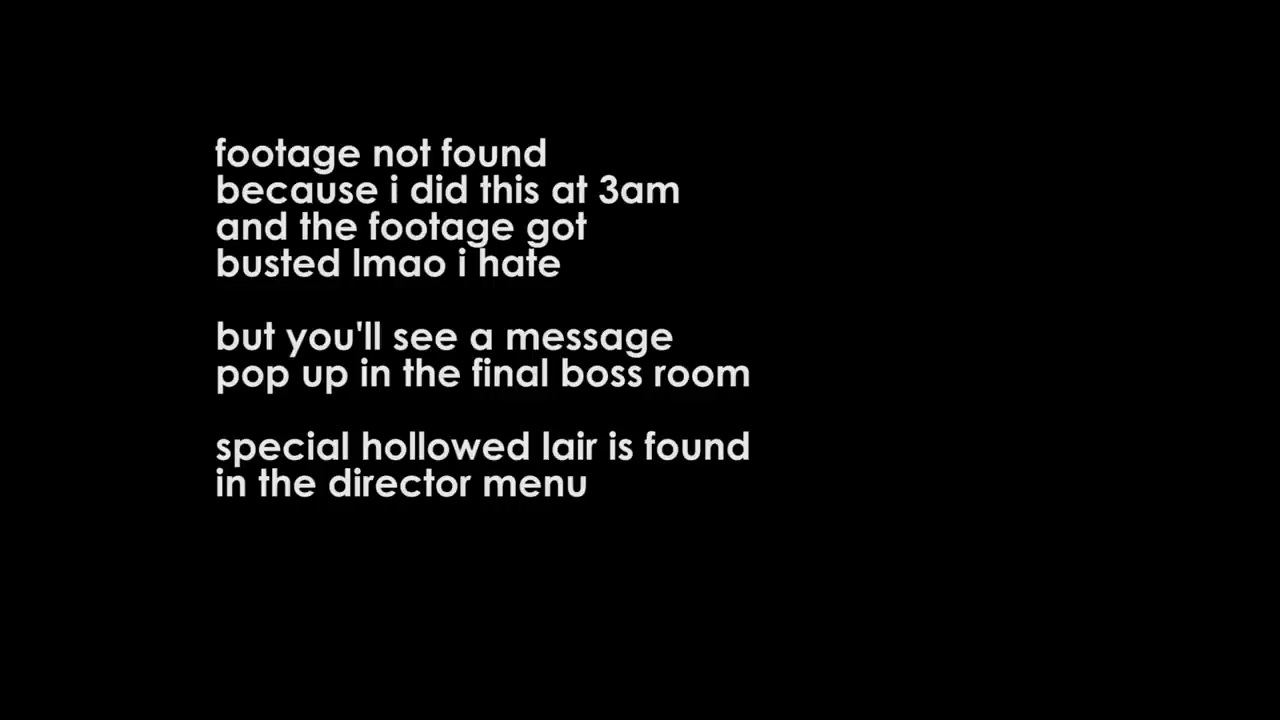 footage not found
because i did this at 3am
and the footage got
busted lmao i hate
but you'll see a message
pop up in the final boss room
special hollowed lair is found
in the director menu